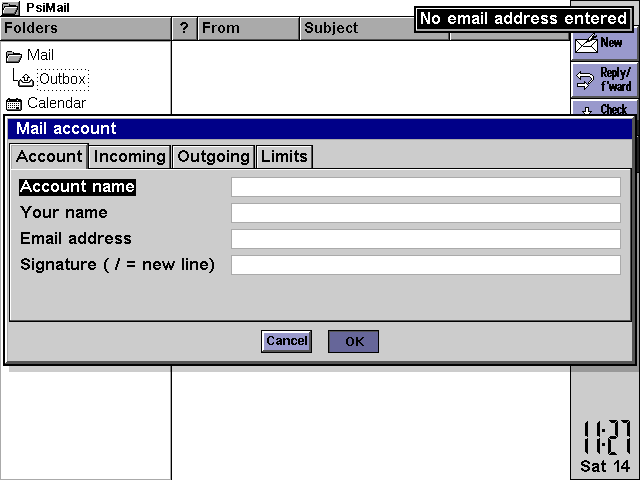 PsiMail
No email address entered
Folders ? From Subject
Mail
Outbox
Calendar
New
Reply/
f'ward
Check
Mail account
Account Incoming Outgoing Limits
Account name
Your name
Email address
Signature ( / = new line)
Cancel OK
11:27
Sat 14